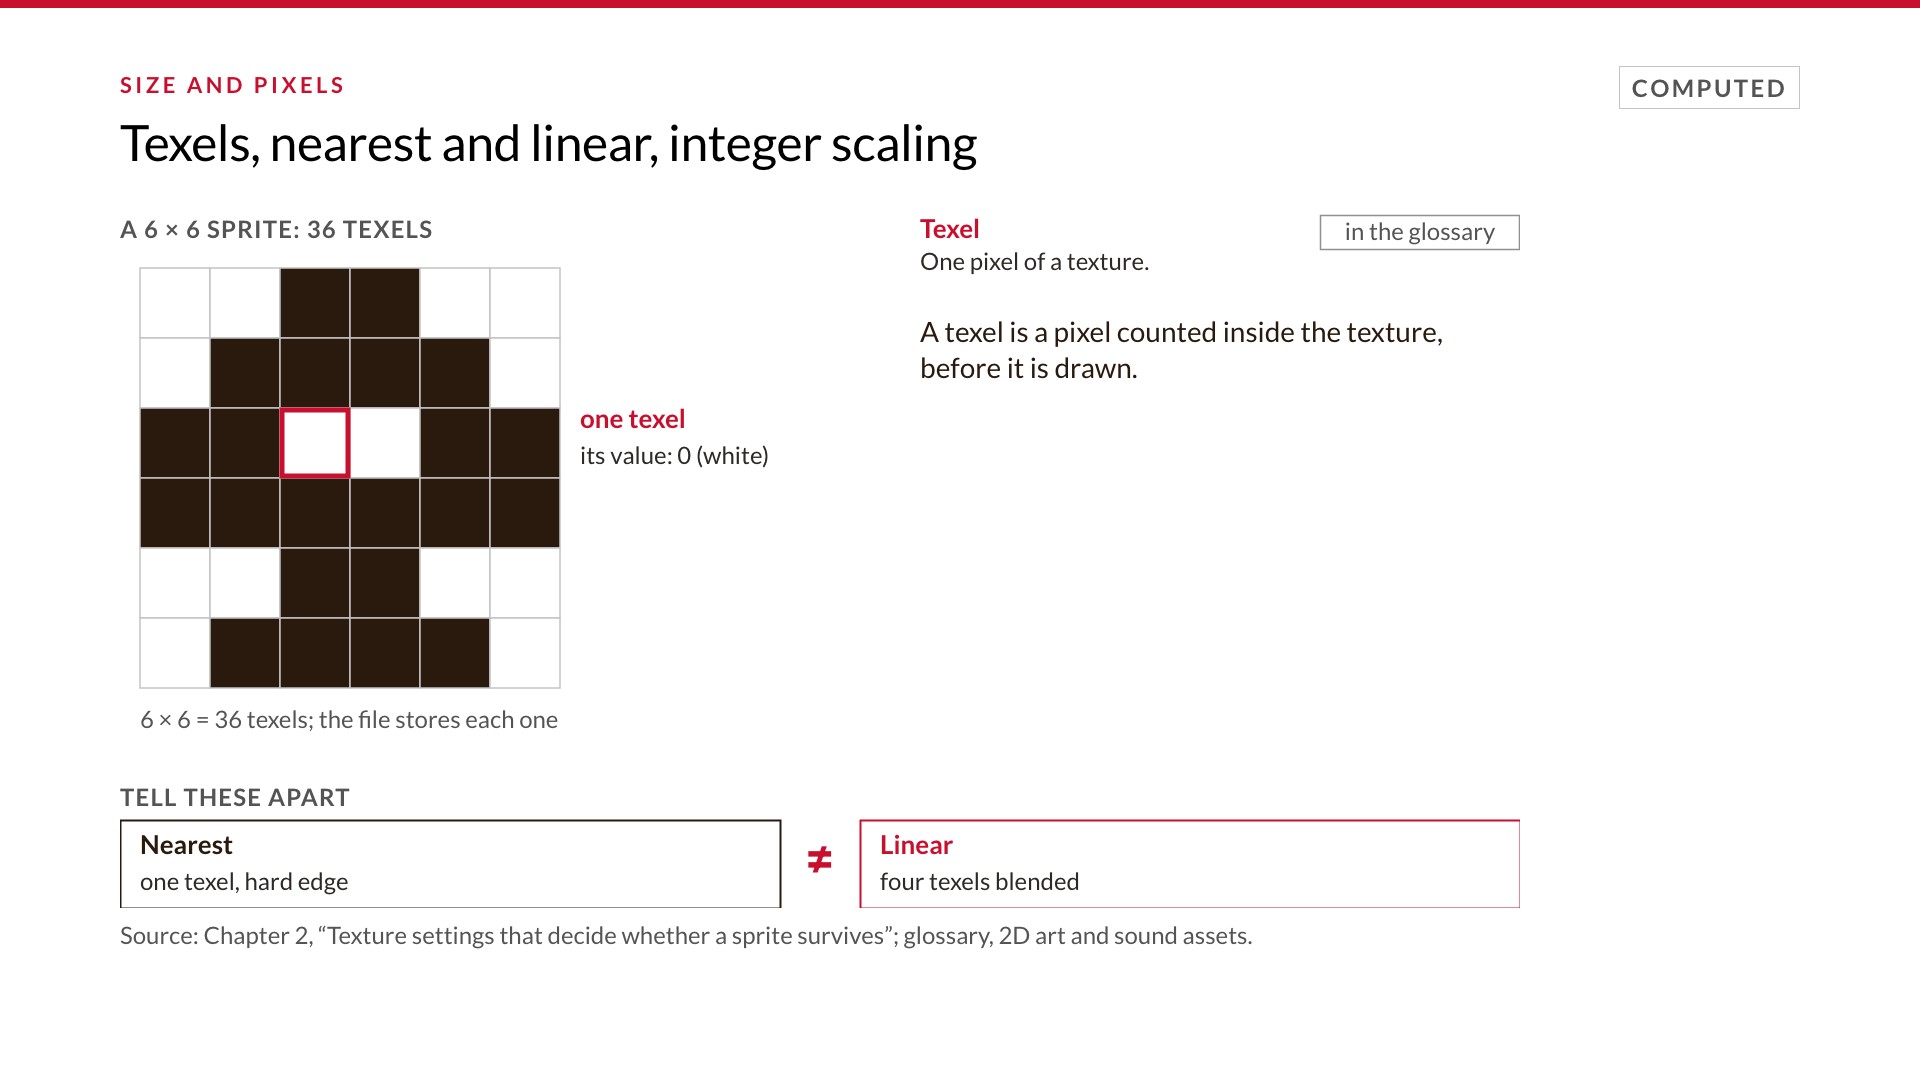 SIZE AND PIXELS
COMPUTED
Texels, nearest and linear, integer scaling
A 6 × 6 SPRITE: 36 TEXELS
one texel
its value: 0 (white)
6 × 6 = 36 texels; the file stores each one
Texel
in the glossary
One pixel of a texture.
A texel is a pixel counted inside the texture,
before it is drawn.
TELL THESE APART
Nearest
one texel, hard edge
≠
Linear
four texels blended
Source: Chapter 2, “Texture settings that decide whether a sprite survives”; glossary, 2D art and sound assets.